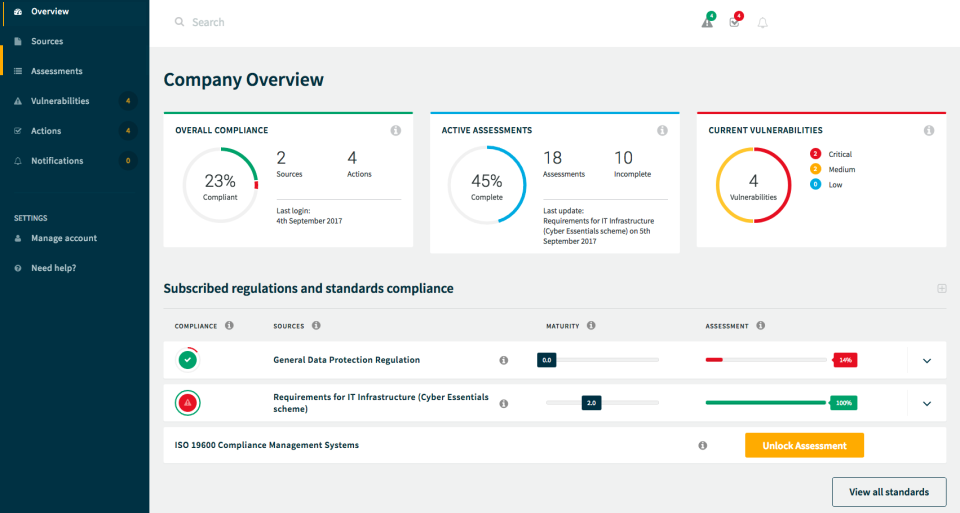 Overview
Sources
Assessments
Vulnerabilities 4
Actions 4
Notifications 0
SETTINGS
Manage account
Need help?
Search
4
4
Company Overview
OVERALL COMPLIANCE
23%
Compliant
2
Sources
4
Actions
Last login:
4th September 2017
ACTIVE ASSESSMENTS
45%
Complete
18
Assessments
10
Incomplete
Last update:
Requirements for IT Infrastructure
(Cyber Essentials scheme) on 5th
September 2017
CURRENT VULNERABILITIES
4
Vulnerabilities
2 Critical
2 Medium
0 Low
Subscribed regulations and standards compliance
COMPLIANCE SOURCES MATURITY ASSESSMENT
General Data Protection Regulation 0.0 14%
Requirements for IT Infrastructure (Cyber Essentials
scheme) 2.0 100%
ISO 19600 Compliance Management Systems Unlock Assessment
View all standards